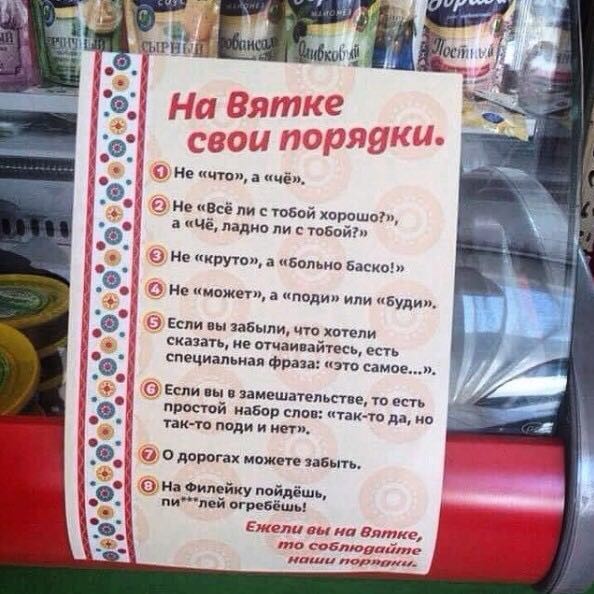 СЫРНЫЙ
МАЙОНЕЗ
Оливковый
Постный
На Вятке
свои порядки.
1 Не «что», а «чё».
2 Не «Всё ли с тобой хорошо?»,
а «Чё, ладно ли с тобой?»
3 Не «круто», а «больно баско!»
4 Не «может», а «поди» или «буди».
5 Если вы забыли, что хотели
сказать, не отчаивайтесь, есть
специальная фраза: «это самое...».
6 Если вы в замешательстве, то есть
простой набор слов: «так-то да, но
так-то поди и нет».
7 О дорогах можете забыть.
8 На Филейку пойдёшь,
пи***лей огребёшь!
Ежели вы на Вятке,
то соблюдайте
наши порядки.